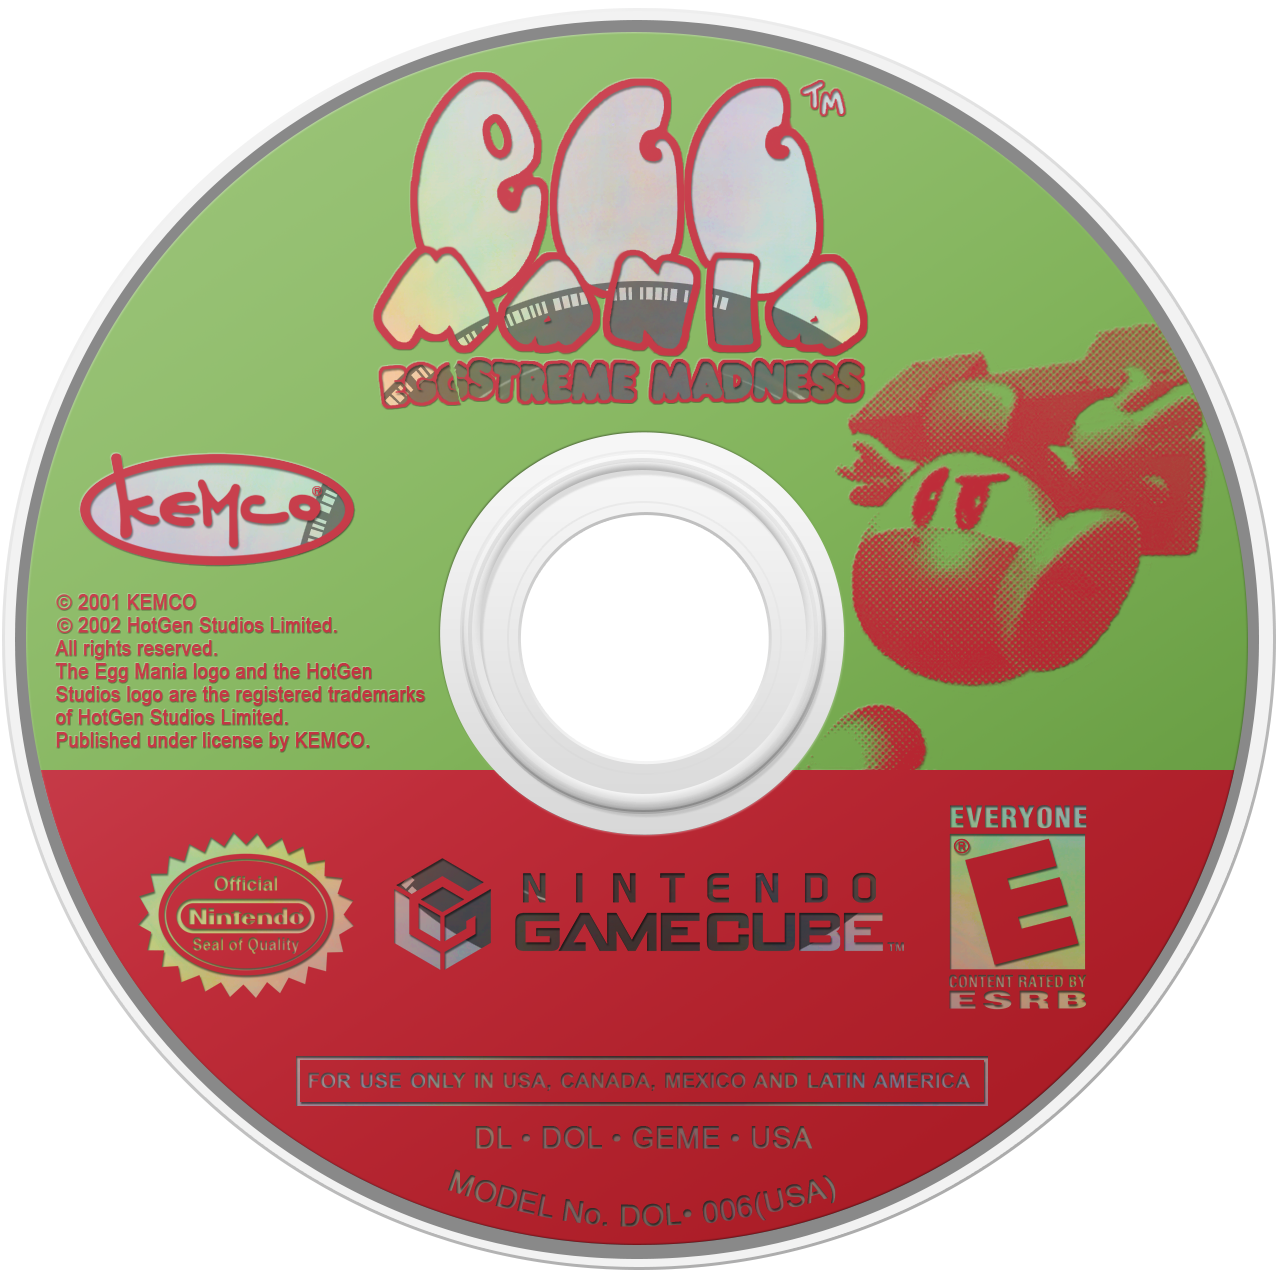 EGG™
MANIA
EGGSTREME MADNESS
KEMCO®
© 2001 KEMCO
© 2002 HotGen Studios Limited.
All rights reserved.
The Egg Mania logo and the HotGen
Studios logo are the registered trademarks
of HotGen Studios Limited.
Published under license by KEMCO.
Official
Nintendo
Seal of Quality
NINTENDO
GAMECUBE™
EVERYONE
®
E
CONTENT RATED BY
ESRB
FOR USE ONLY IN USA, CANADA, MEXICO AND LATIN AMERICA
DL • DOL • GEME • USA
MODEL No. DOL• 006(USA)